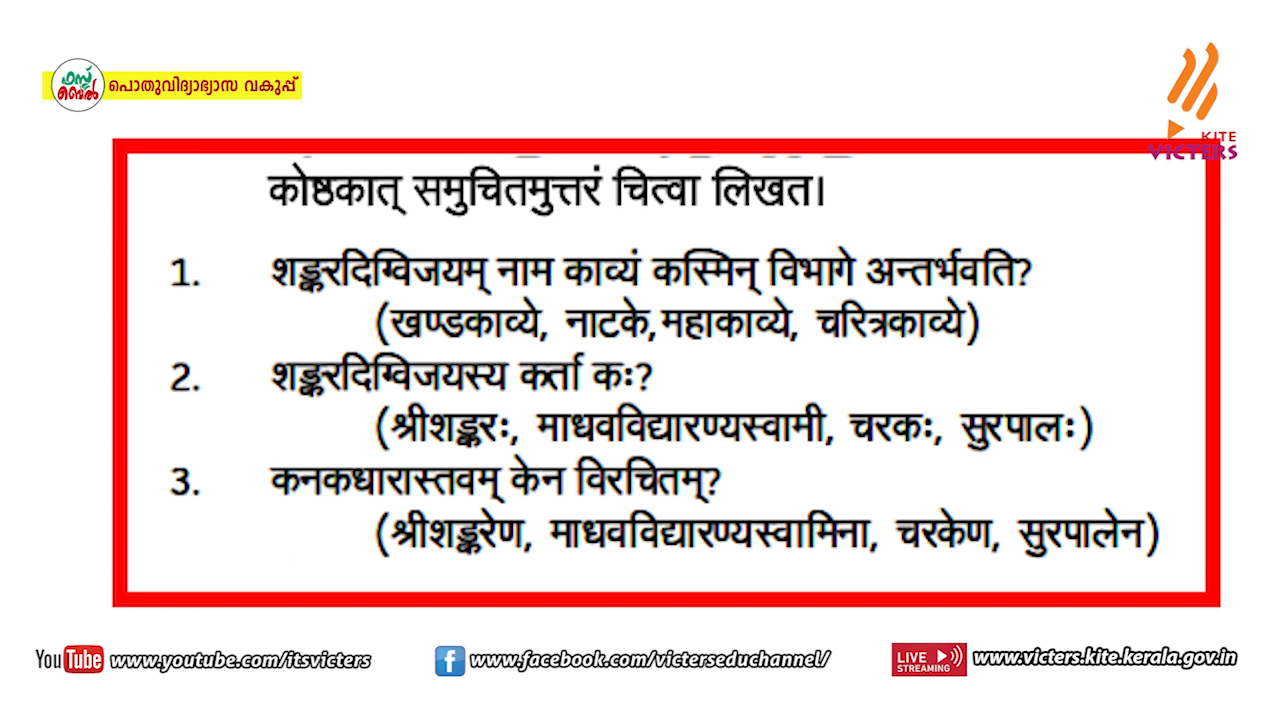 ഫസ്റ്റ്
ബെൽ
പൊതുവിദ്യാഭ്യാസ വകുപ്പ്
KITE
VICTERS
कोष्ठकात् समुचितमुत्तरं चित्वा लिखत।
1. शङ्करदिग्विजयम् नाम काव्यं कस्मिन् विभागे अन्तर्भवति?
(खण्डकाव्ये, नाटके, महाकाव्ये, चरित्रकाव्ये)
2. शङ्करदिग्विजयस्य कर्ता कः?
(श्रीशङ्करः, माधवविद्यारण्यस्वामी, चरकः, सुरपालः)
3. कनकधारास्तवम् केन विरचितम्?
(श्रीशङ्करेण, माधवविद्यारण्यस्वामिना, चरकेण, सुरपालेन)
YouTube www.youtube.com/itsvicters
f www.facebook.com/victerseduchannel/
LIVE STREAMING www.victers.kite.kerala.gov.in